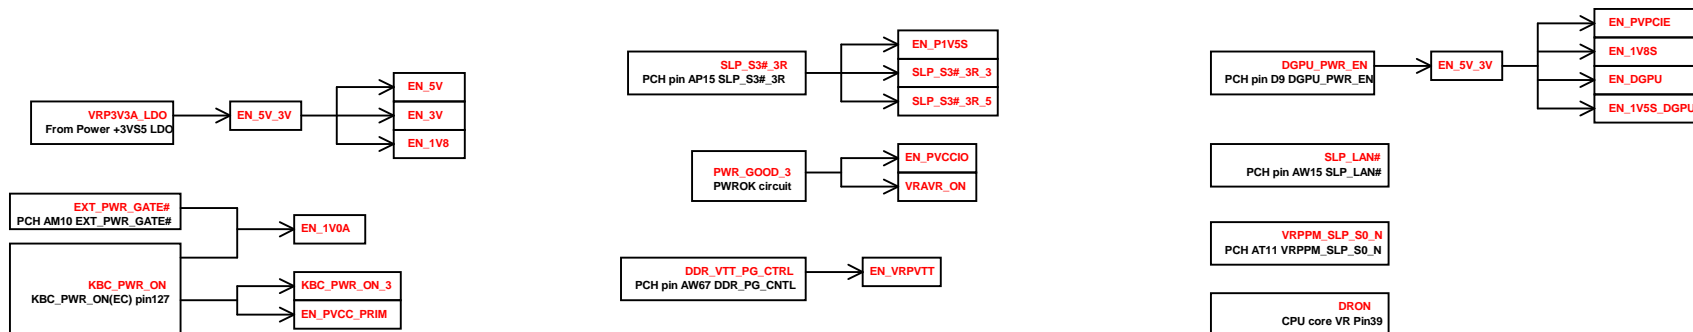 VRP3V3A_LDO
From Power +3VS5 LDO
EN_5V_3V
EN_5V
EN_3V
EN_1V8
EXT_PWR_GATE#
PCH AM10 EXT_PWR_GATE#
EN_1V0A
KBC_PWR_ON
KBC_PWR_ON(EC) pin127
KBC_PWR_ON_3
EN_PVCC_PRIM
SLP_S3#_3R
PCH pin AP15 SLP_S3#_3R
EN_P1V5S
SLP_S3#_3R_3
SLP_S3#_3R_5
PWR_GOOD_3
PWROK circuit
EN_PVCCIO
VRAVR_ON
DDR_VTT_PG_CTRL
PCH pin AW67 DDR_PG_CNTL
EN_VRPVTT
DGPU_PWR_EN
PCH pin D9 DGPU_PWR_EN
EN_5V_3V
EN_PVPCIE
EN_1V8S
EN_DGPU
EN_1V5S_DGPU
SLP_LAN#
PCH pin AW15 SLP_LAN#
VRPPM_SLP_S0_N
PCH AT11 VRPPM_SLP_S0_N
DRON
CPU core VR Pin39